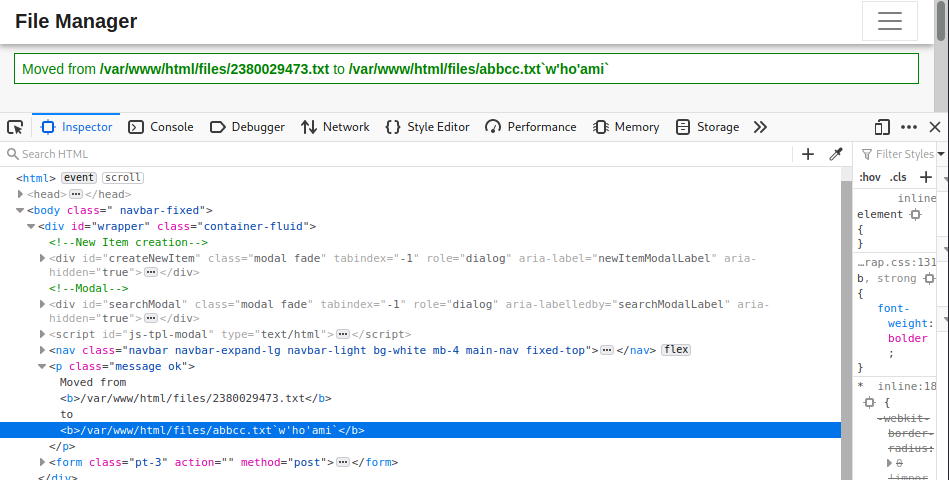 File Manager
Moved from /var/www/html/files/2380029473.txt to /var/www/html/files/abbcc.txt`w'ho'ami`
Inspector Console Debugger Network Style Editor Performance Memory Storage
Search HTML
Filter Styles
<html> event scroll
<head> ••• </head>
<body class=" navbar-fixed">
<div id="wrapper" class="container-fluid">
<!--New Item creation-->
<div id="createNewItem" class="modal fade" tabindex="-1" role="dialog" aria-label="newItemModalLabel" aria-
hidden="true"> ••• </div>
<!--Modal-->
<div id="searchModal" class="modal fade" tabindex="-1" role="dialog" aria-labelledby="searchModalLabel" aria-
hidden="true"> ••• </div>
<script id="js-tpl-modal" type="text/html"> ••• </script>
<nav class="navbar navbar-expand-lg navbar-light bg-white mb-4 main-nav fixed-top"> ••• </nav> flex
<p class="message ok">
Moved from
<b>/var/www/html/files/2380029473.txt</b>
to
<b>/var/www/html/files/abbcc.txt`w'ho'ami`</b>
</p>
<form class="pt-3" action="" method="post"> ••• </form>
</div>
:hov .cls +
inline
element
{
}
…rap.css:131
b, strong
{
font-
weight:
bolder
;
}
* inline:18
{
-webkit-
border-
radius:
0
!impor